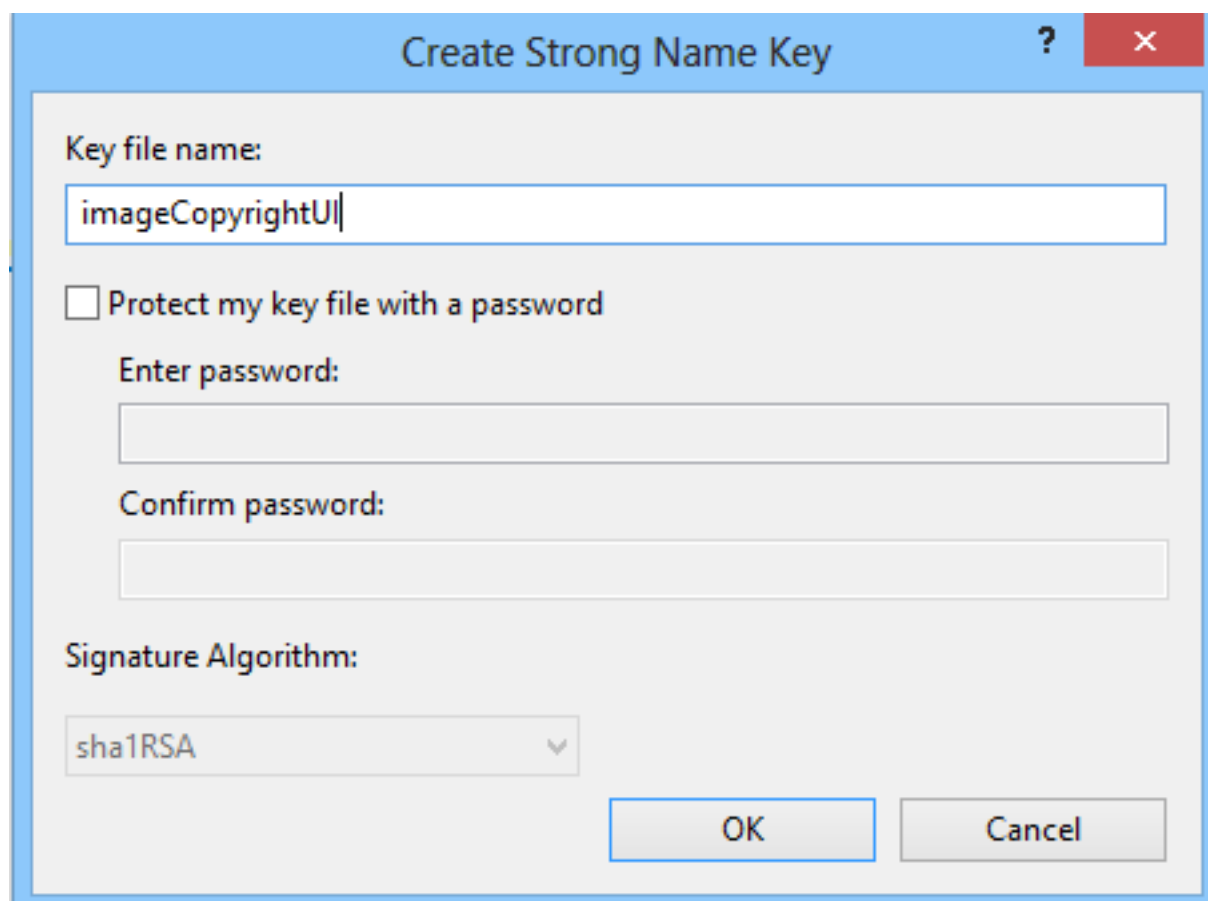 Create Strong Name Key
?
Key file name:
imageCopyrightUI
Protect my key file with a password
Enter password:
Confirm password:
Signature Algorithm:
sha1RSA
OK Cancel